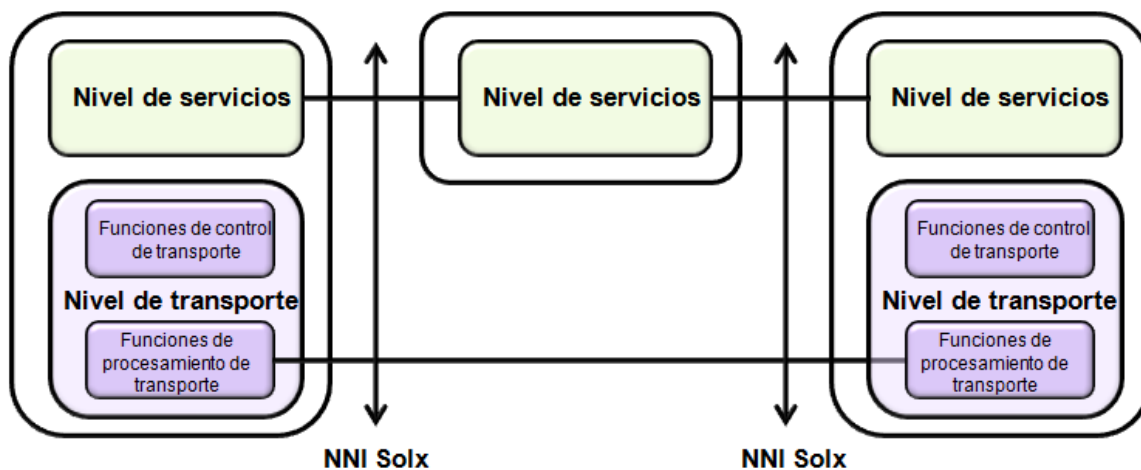 Nivel de servicios
Nivel de servicios
Nivel de servicios
Funciones de control
de transporte
Nivel de transporte
Funciones de
procesamiento de
transporte
Funciones de control
de transporte
Nivel de transporte
Funciones de
procesamiento de
transporte
NNI Solx
NNI Solx